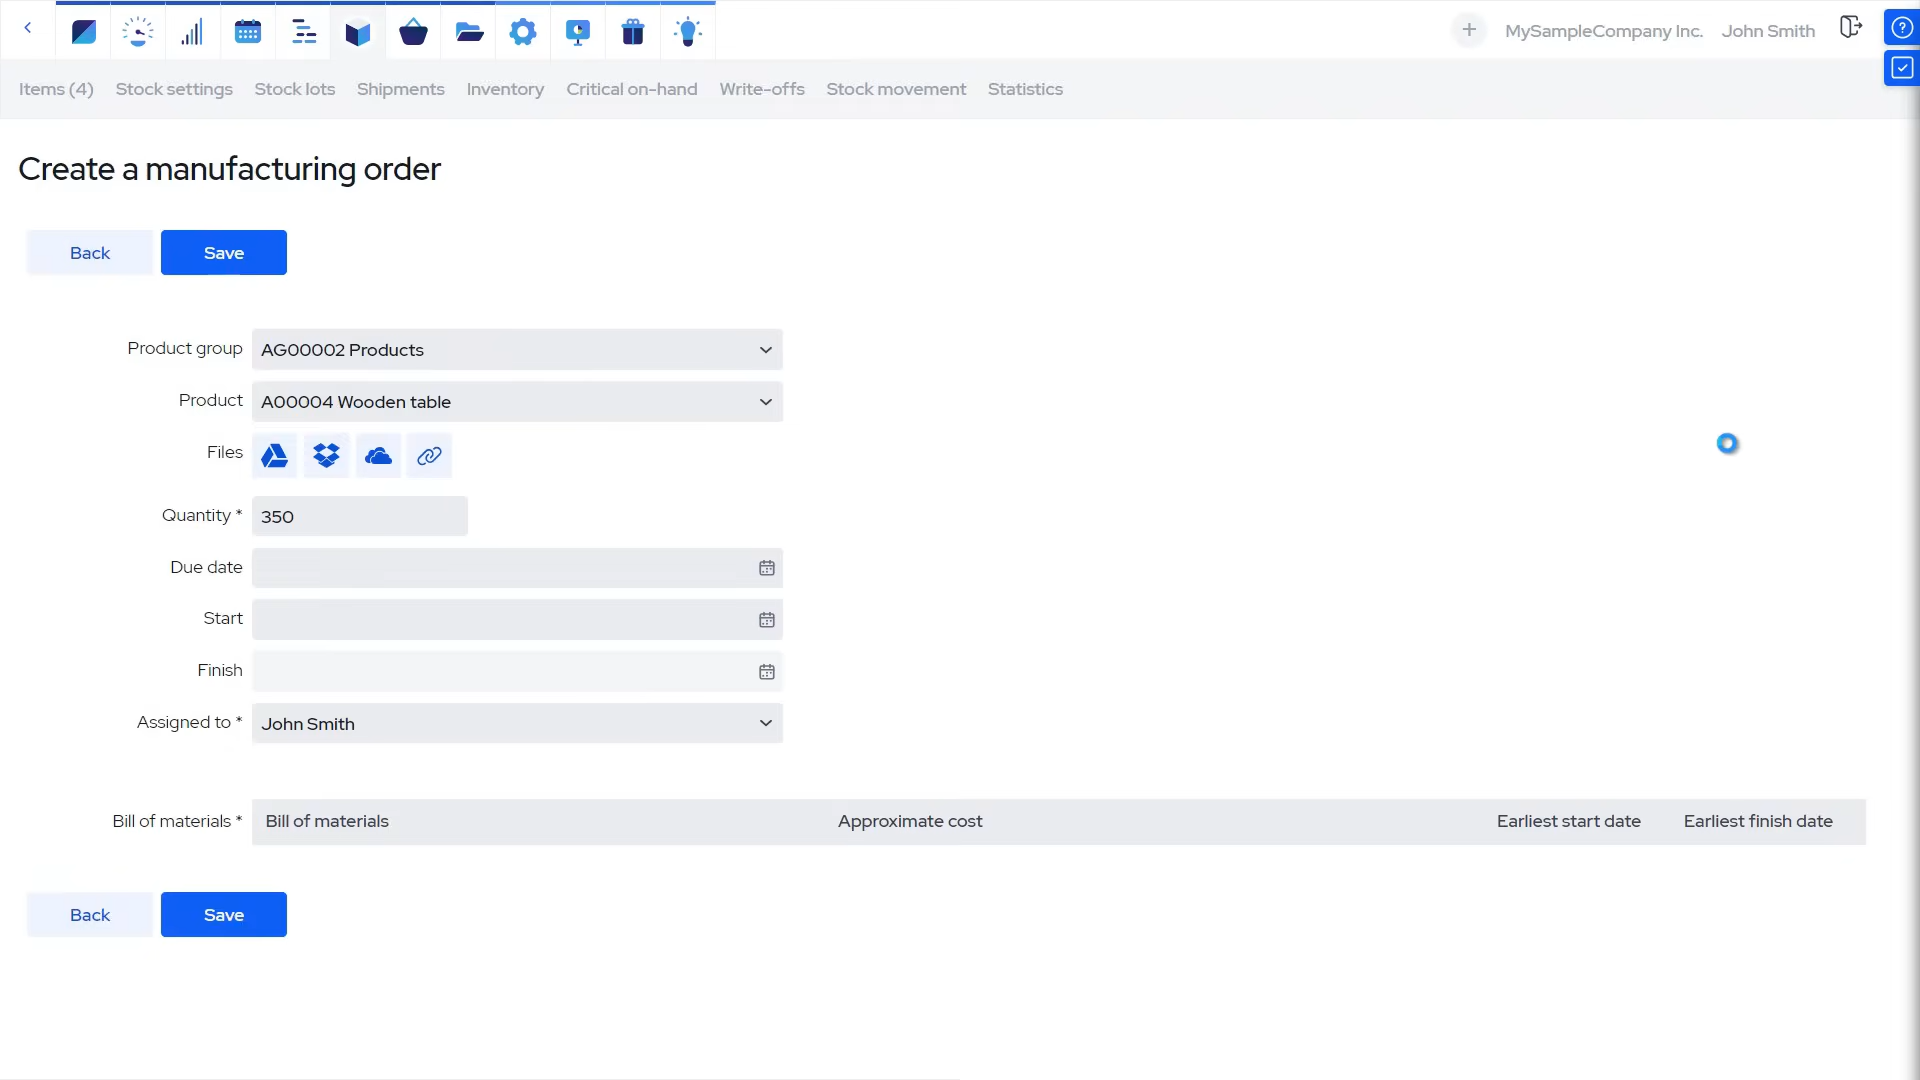 MySampleCompany Inc. John Smith
Items (4) Stock settings Stock lots Shipments Inventory Critical on-hand Write-offs Stock movement Statistics
Create a manufacturing order
Back Save
Product group AG00002 Products
Product A00004 Wooden table
Files
Quantity * 350
Due date
Start
Finish
Assigned to * John Smith
Bill of materials * Bill of materials Approximate cost Earliest start date Earliest finish date
Back Save